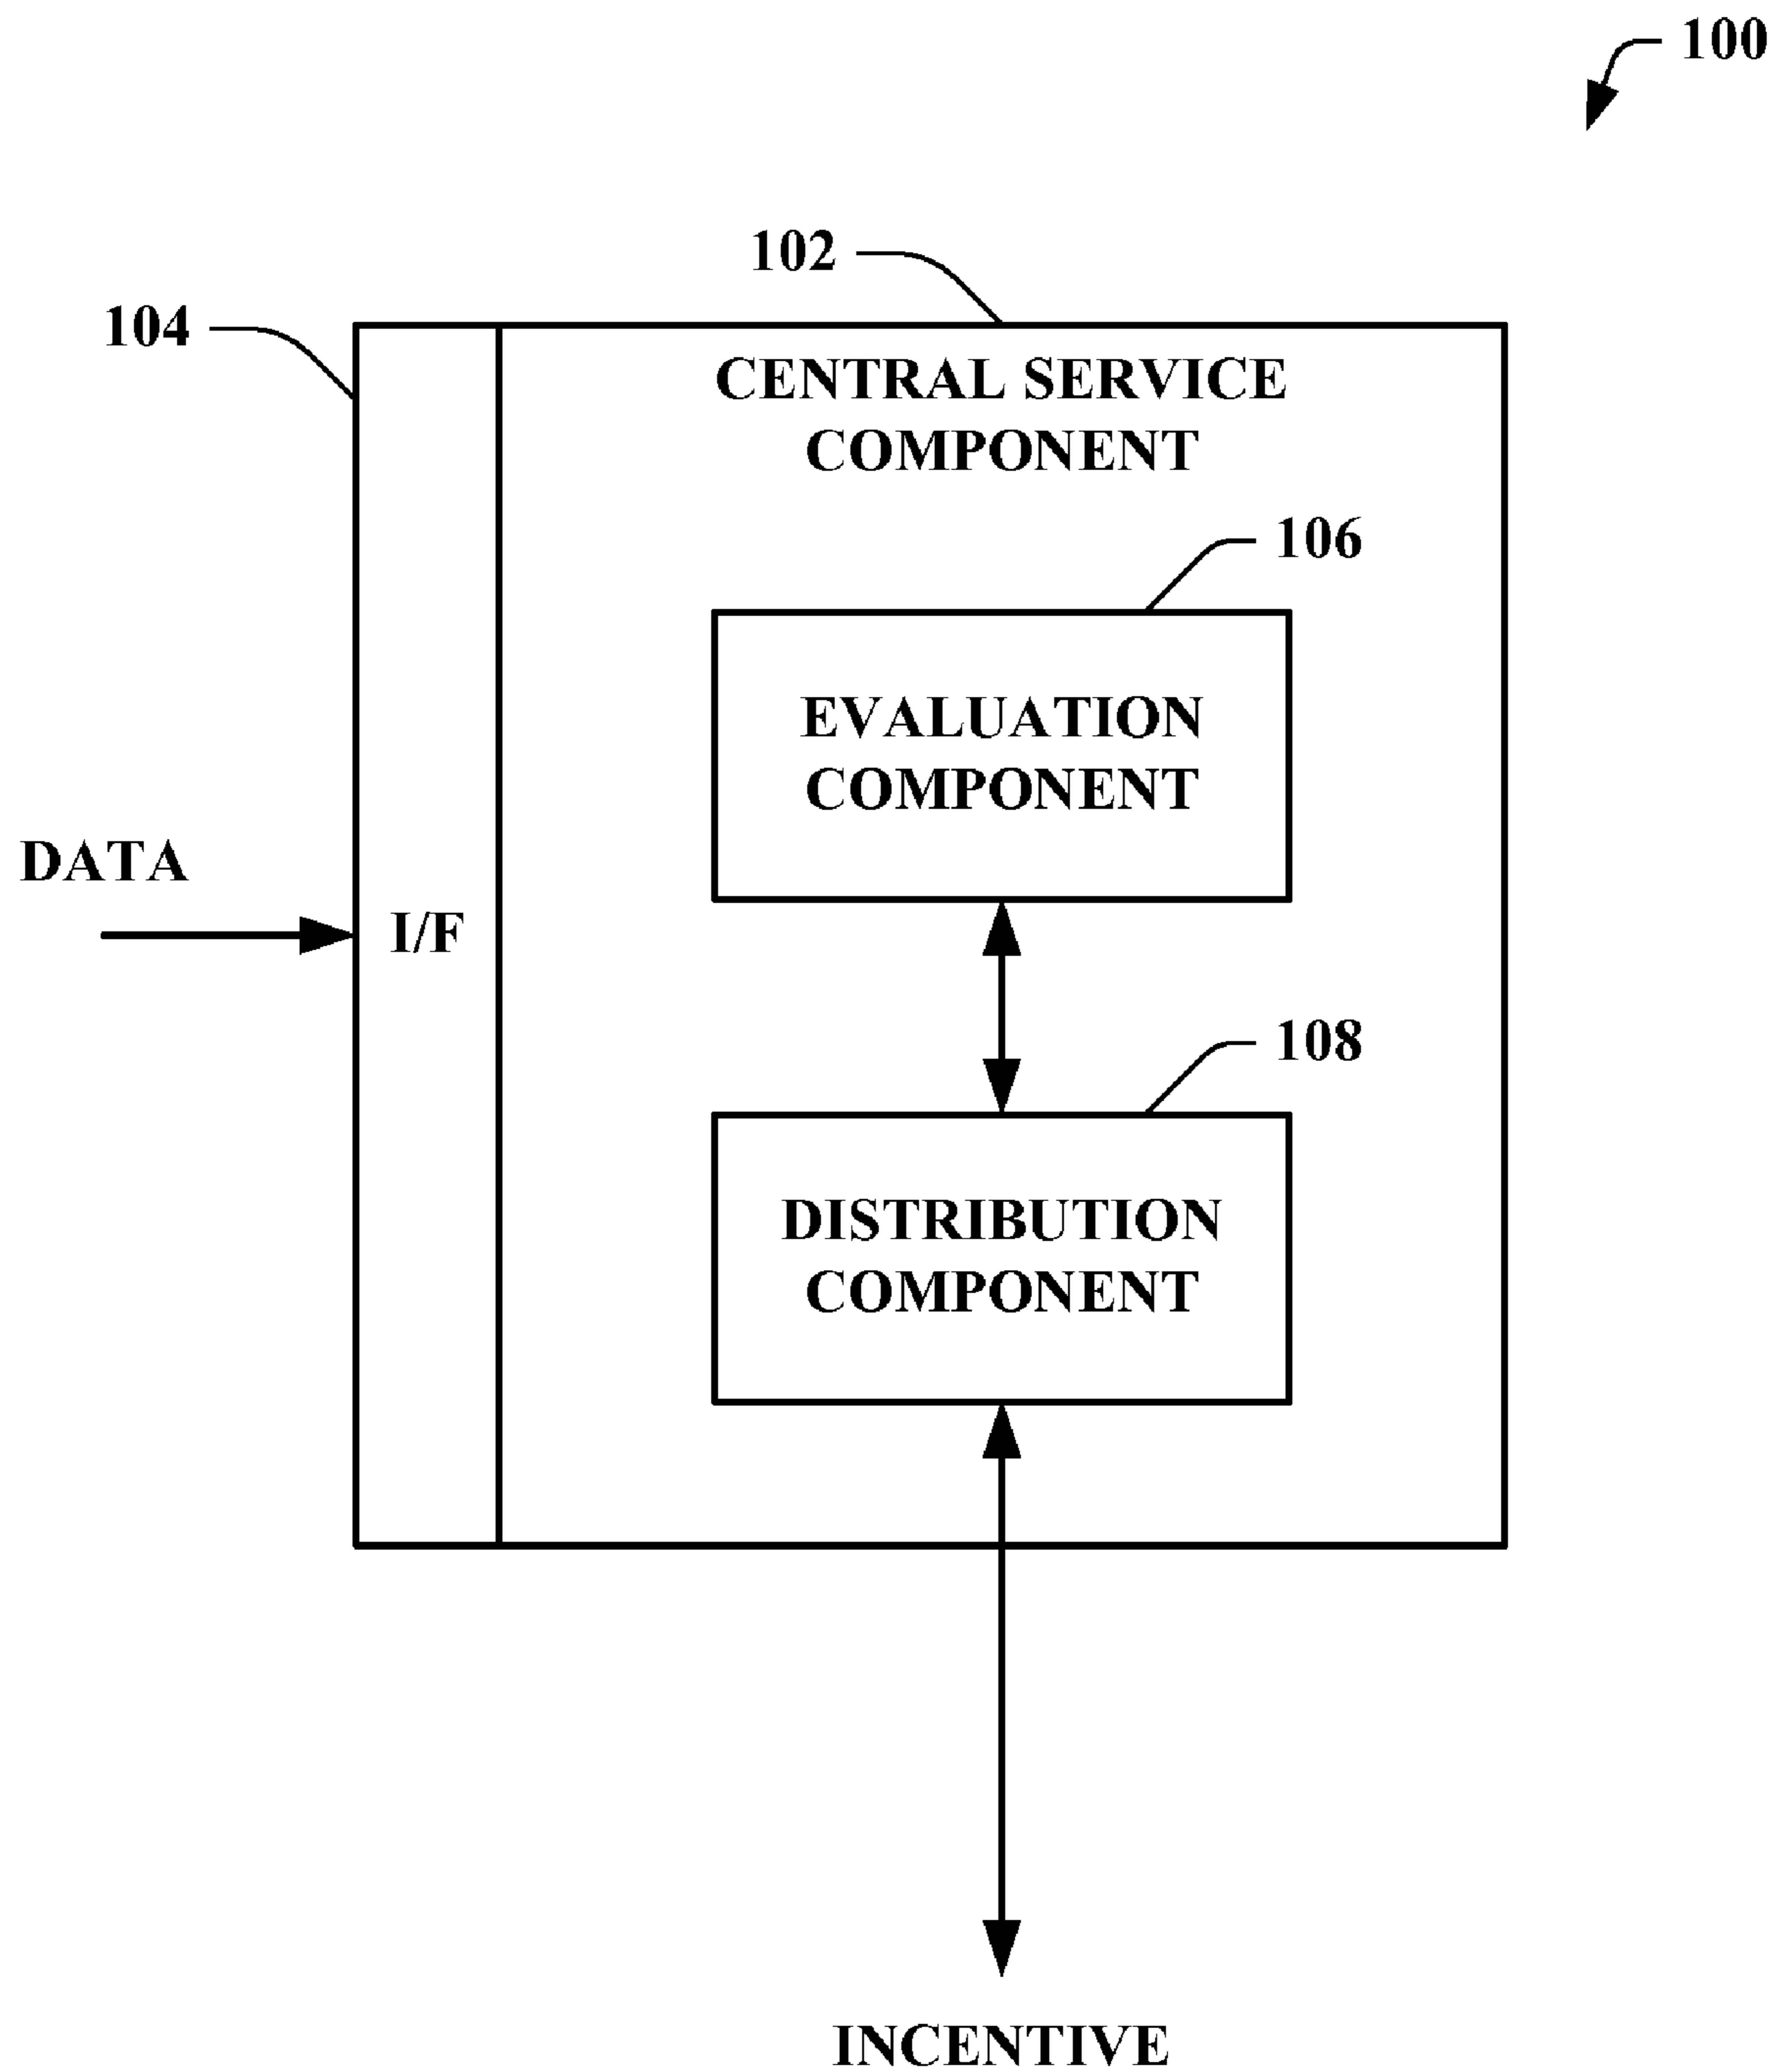 100
102
104
CENTRAL SERVICE
COMPONENT
106
EVALUATION
COMPONENT
DATA
I/F
108
DISTRIBUTION
COMPONENT
INCENTIVE